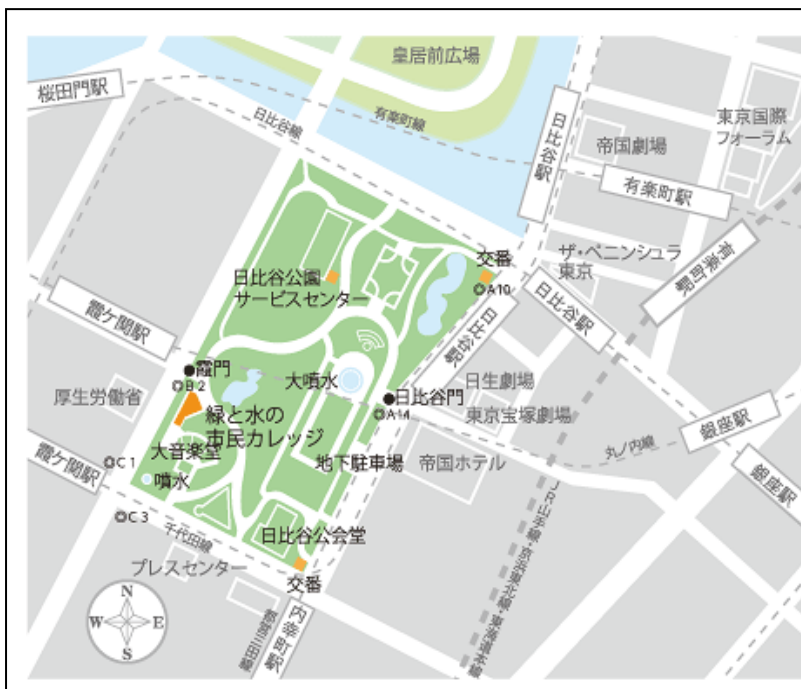 皇居前広場
桜田門駅
日比谷線
有楽町線
日比谷駅
帝国劇場
東京国際
フォーラム
有楽町駅
交番
ザ・ペニンシュラ
東京
有楽町駅
日比谷公園
サービスセンター
A10
日比谷駅
日比谷駅
霞ケ関駅
霞門
B2
大噴水
日比谷門
A14
日生劇場
東京宝塚劇場
厚生労働省
緑と水の
市民カレッジ
銀座駅
丸ノ内線
霞ケ関駅
大音楽堂
C1
噴水
地下駐車場
帝国ホテル
銀座駅
C3
千代田線
日比谷公会堂
JR山手線・京浜東北線・東海道本線
プレスセンター
交番
都営三田線
内幸町駅
N
W
E
S